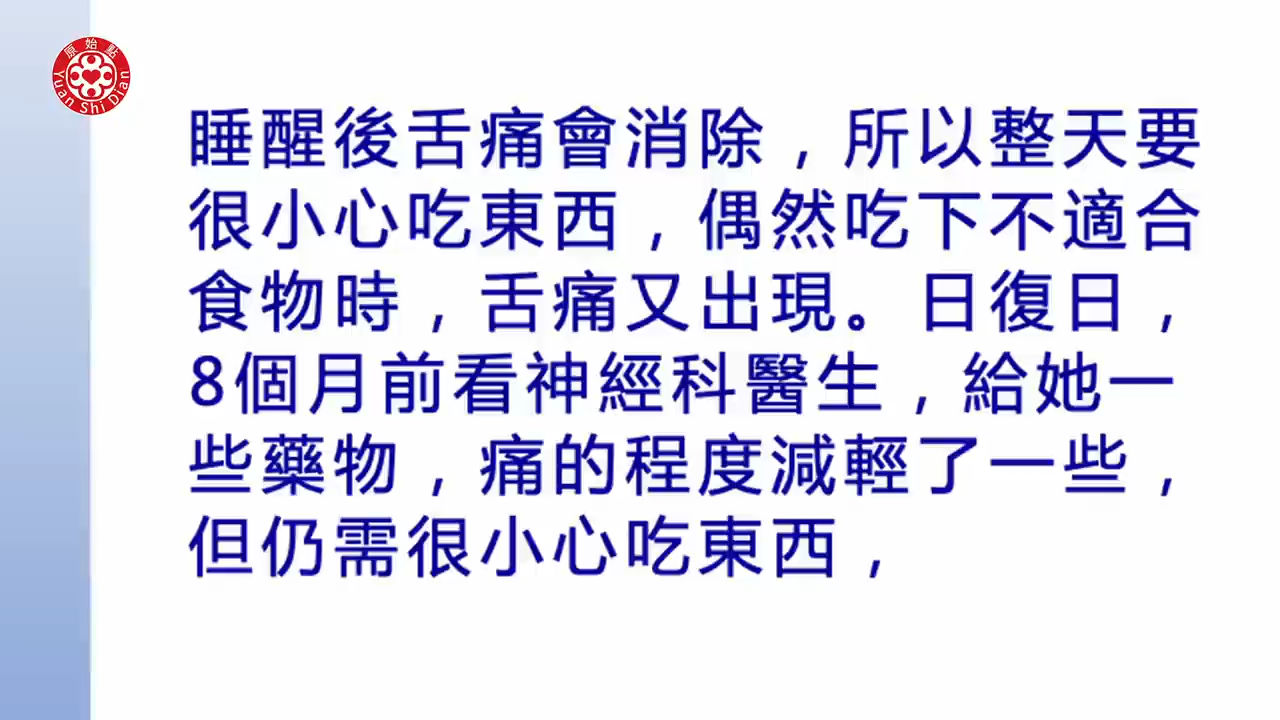 原始點
Yuan Shi Dian
睡醒後舌痛會消除，所以整天要
很小心吃東西，偶然吃下不適合
食物時，舌痛又出現。日復日，
8個月前看神經科醫生，給她一
些藥物，痛的程度減輕了一些，
但仍需很小心吃東西，